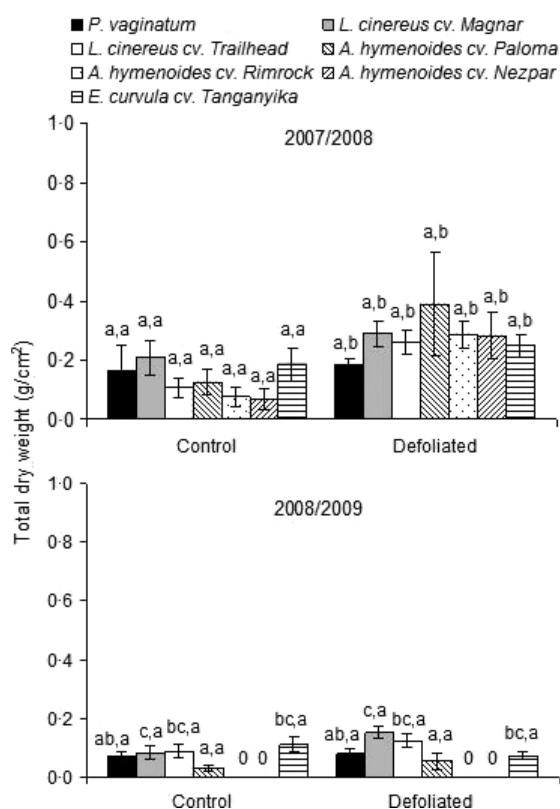 P. vaginatum L. cinereus cv. Magnar
L. cinereus cv. Trailhead A. hymenoides cv. Paloma
A. hymenoides cv. Rimrock A. hymenoides cv. Nezpar
E. curvula cv. Tanganyika
Total dry weight (g/cm²)
1·0
0·8
0·6
0·4
0·2
0·0
2007/2008
a,a a,a a,a a,a a,a a,a a,a
a,b a,b a,b a,b a,b a,b a,b
Control Defoliated
1·0
0·8
0·6
0·4
0·2
0·0
2008/2009
ab,a c,a bc,a a,a 0 0 bc,a
ab,a c,a bc,a a,a 0 0 bc,a
Control Defoliated